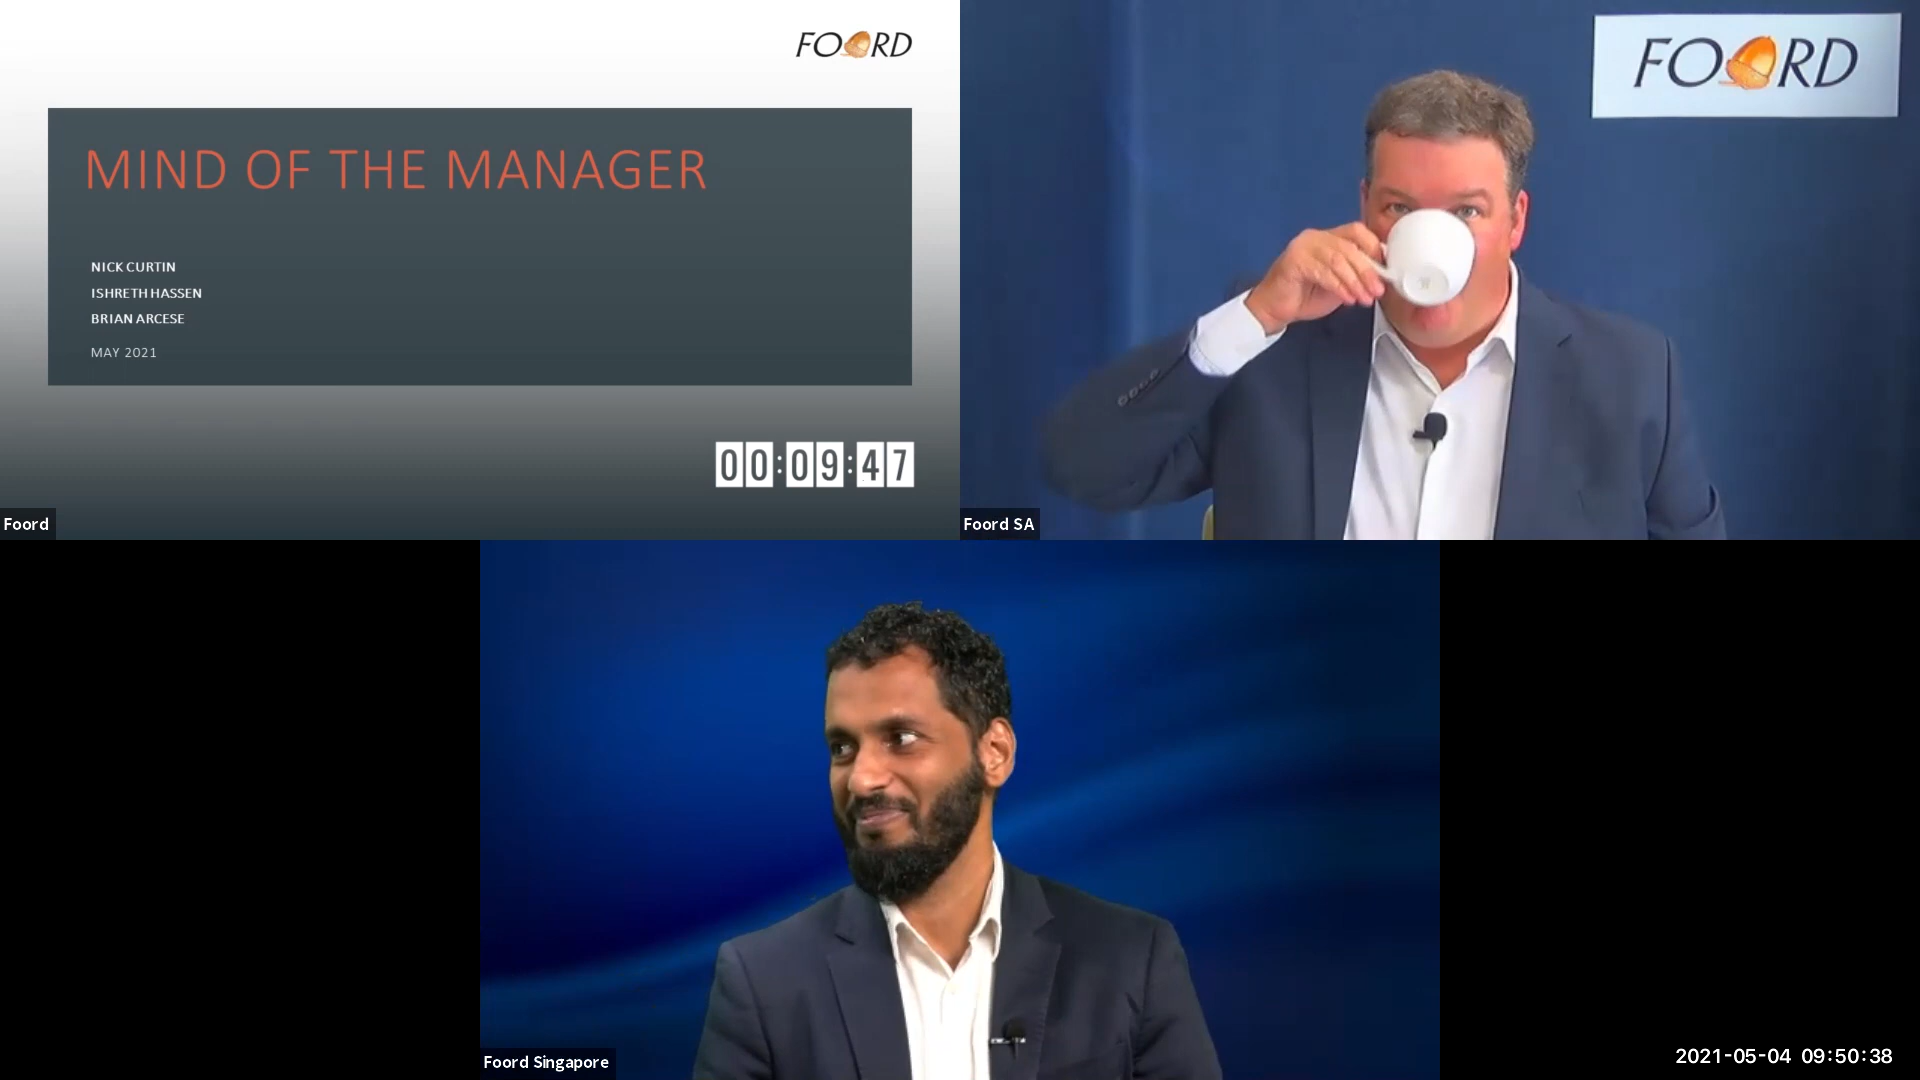 FOORD
MIND OF THE MANAGER
NICK CURTIN
ISHRETH HASSEN
BRIAN ARCESE
MAY 2021
00:09:47
Foord
FOORD
Foord SA
Foord Singapore
2021-05-04 09:50:38